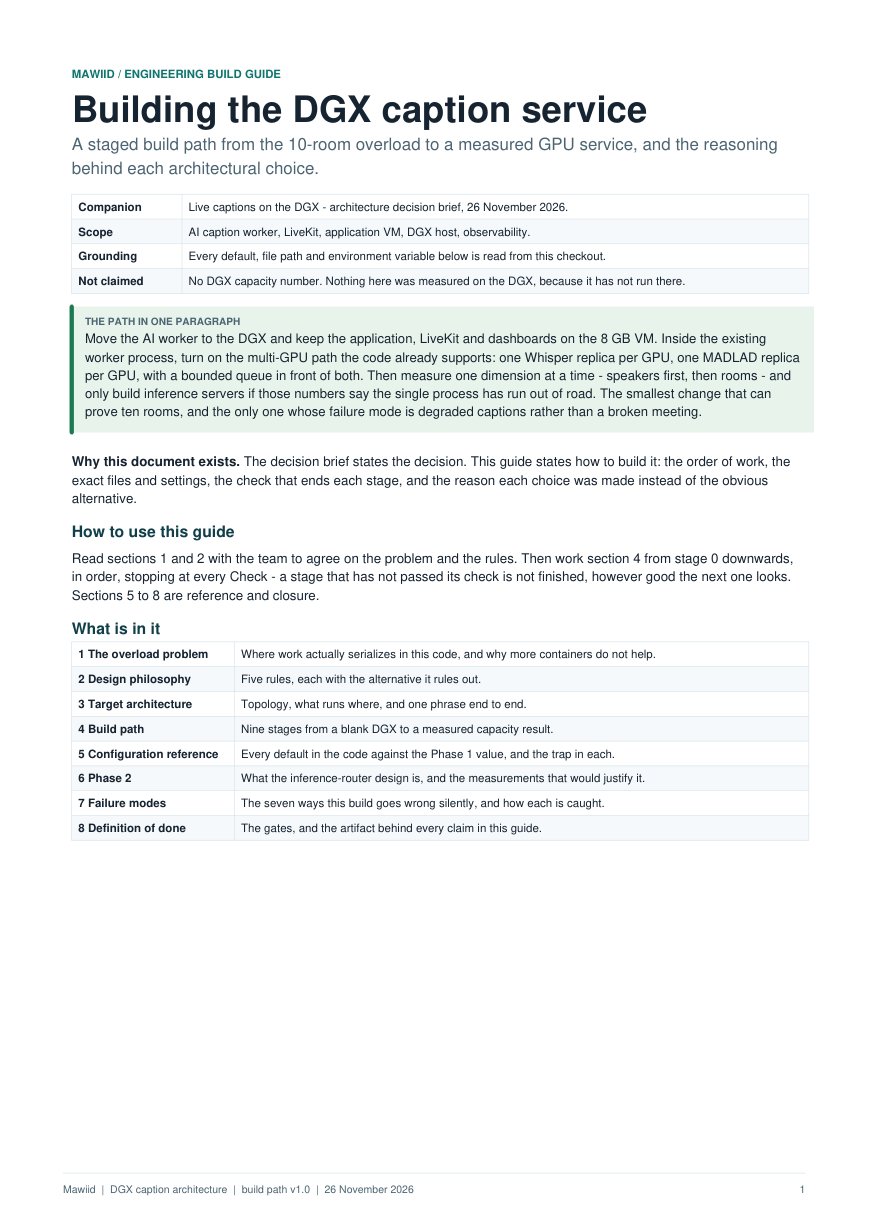 MAWIID / ENGINEERING BUILD GUIDE
Building the DGX caption service
A staged build path from the 10-room overload to a measured GPU service, and the reasoning
behind each architectural choice.
Companion Live captions on the DGX - architecture decision brief, 26 November 2026.
Scope AI caption worker, LiveKit, application VM, DGX host, observability.
Grounding Every default, file path and environment variable below is read from this checkout.
Not claimed No DGX capacity number. Nothing here was measured on the DGX, because it has not run there.
THE PATH IN ONE PARAGRAPH
Move the AI worker to the DGX and keep the application, LiveKit and dashboards on the 8 GB VM. Inside the existing
worker process, turn on the multi-GPU path the code already supports: one Whisper replica per GPU, one MADLAD replica
per GPU, with a bounded queue in front of both. Then measure one dimension at a time - speakers first, then rooms - and
only build inference servers if those numbers say the single process has run out of road. The smallest change that can
prove ten rooms, and the only one whose failure mode is degraded captions rather than a broken meeting.
Why this document exists. The decision brief states the decision. This guide states how to build it: the order of work, the
exact files and settings, the check that ends each stage, and the reason each choice was made instead of the obvious
alternative.
How to use this guide
Read sections 1 and 2 with the team to agree on the problem and the rules. Then work section 4 from stage 0 downwards,
in order, stopping at every Check - a stage that has not passed its check is not finished, however good the next one looks.
Sections 5 to 8 are reference and closure.
What is in it
1 The overload problem Where work actually serializes in this code, and why more containers do not help.
2 Design philosophy Five rules, each with the alternative it rules out.
3 Target architecture Topology, what runs where, and one phrase end to end.
4 Build path Nine stages from a blank DGX to a measured capacity result.
5 Configuration reference Every default in the code against the Phase 1 value, and the trap in each.
6 Phase 2 What the inference-router design is, and the measurements that would justify it.
7 Failure modes The seven ways this build goes wrong silently, and how each is caught.
8 Definition of done The gates, and the artifact behind every claim in this guide.
Mawiid | DGX caption architecture | build path v1.0 | 26 November 2026 1